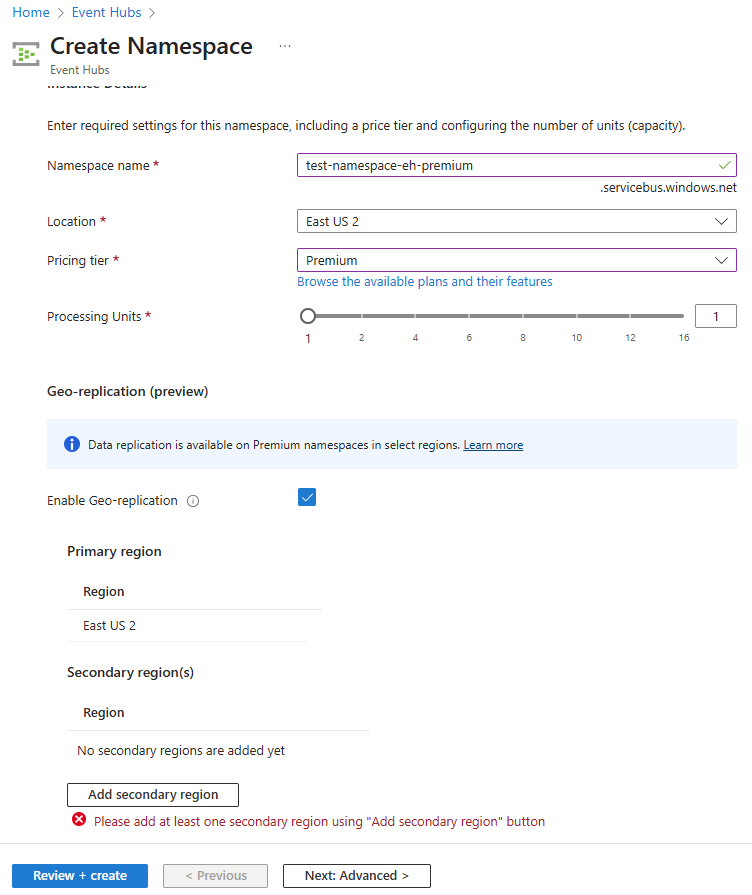 Home > Event Hubs >
Create Namespace ...
Event Hubs
Instance Details
Enter required settings for this namespace, including a price tier and configuring the number of units (capacity).
Namespace name *
test-namespace-eh-premium
.servicebus.windows.net
Location *
East US 2
Pricing tier *
Premium
Browse the available plans and their features
Processing Units *
1
1 2 4 6 8 10 12 16
Geo-replication (preview)
Data replication is available on Premium namespaces in select regions. Learn more
Enable Geo-replication
Primary region
Region
East US 2
Secondary region(s)
Region
No secondary regions are added yet
Add secondary region
Please add at least one secondary region using "Add secondary region" button
Review + create
< Previous
Next: Advanced >